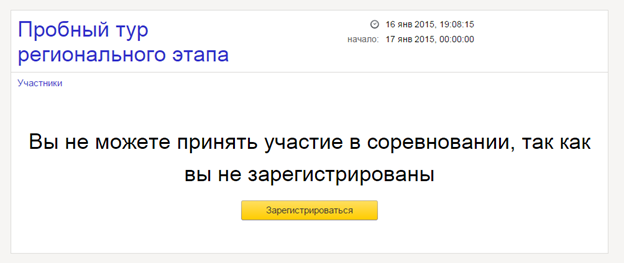 Пробный тур
регионального этапа
16 янв 2015, 19:08:15
начало: 17 янв 2015, 00:00:00
Участники
Вы не можете принять участие в соревновании, так как
вы не зарегистрированы
Зарегистрироваться